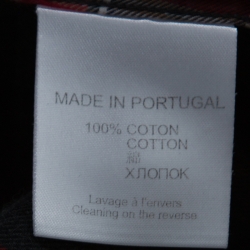 MADE IN PORTUGAL
100% COTON
COTTON
ХЛОПОК
Lavage à l'envers
Cleaning on the reverse